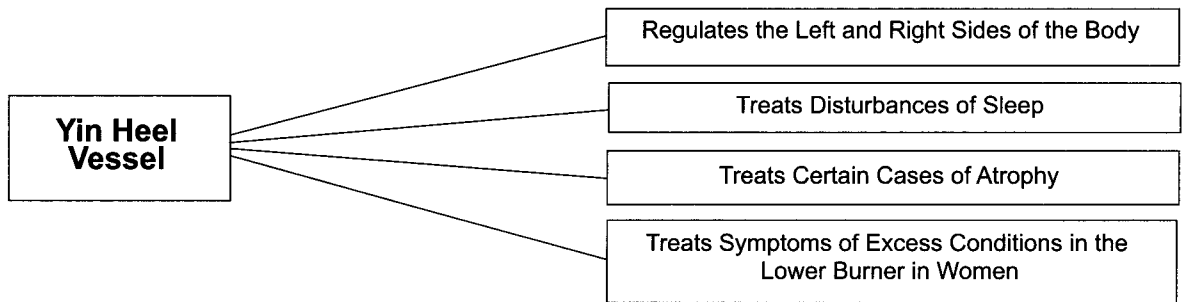 Yin Heel
Vessel
Regulates the Left and Right Sides of the Body
Treats Disturbances of Sleep
Treats Certain Cases of Atrophy
Treats Symptoms of Excess Conditions in the
Lower Burner in Women